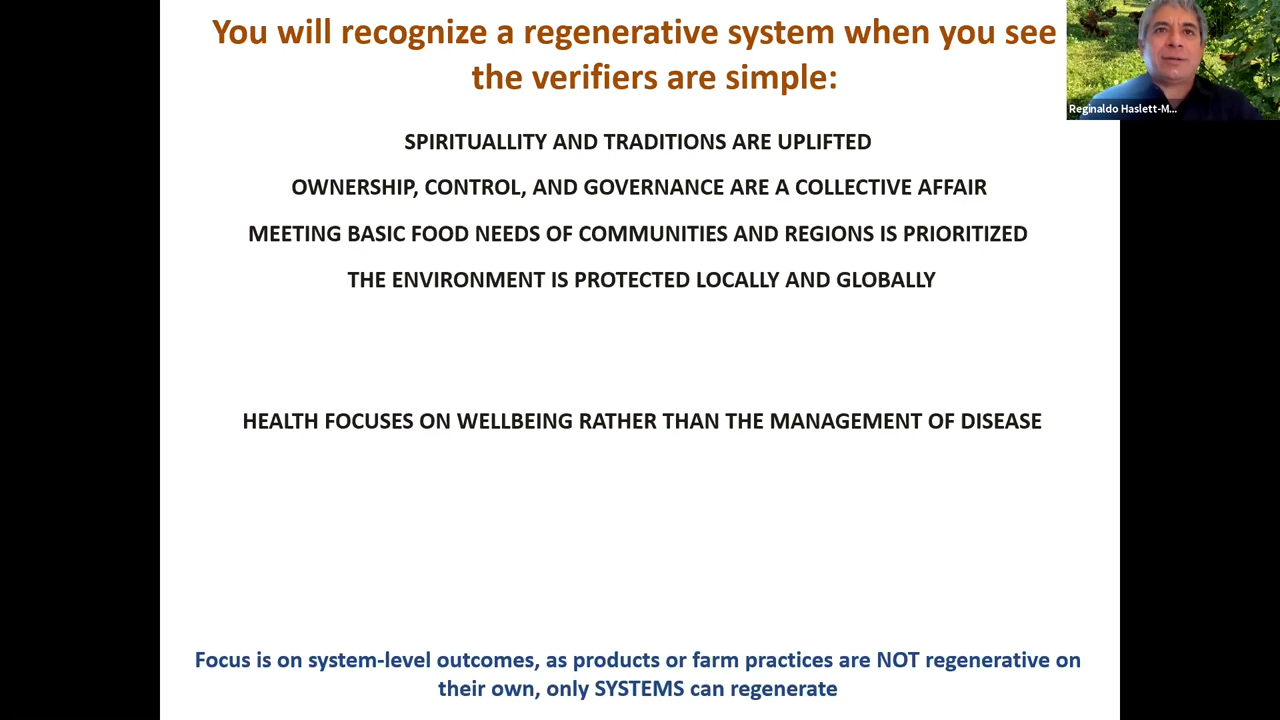 You will recognize a regenerative system when you see
the verifiers are simple:
Reginaldo Haslett-M...
SPIRITUALLITY AND TRADITIONS ARE UPLIFTED
OWNERSHIP, CONTROL, AND GOVERNANCE ARE A COLLECTIVE AFFAIR
MEETING BASIC FOOD NEEDS OF COMMUNITIES AND REGIONS IS PRIORITIZED
THE ENVIRONMENT IS PROTECTED LOCALLY AND GLOBALLY
HEALTH FOCUSES ON WELLBEING RATHER THAN THE MANAGEMENT OF DISEASE
Focus is on system-level outcomes, as products or farm practices are NOT regenerative on
their own, only SYSTEMS can regenerate